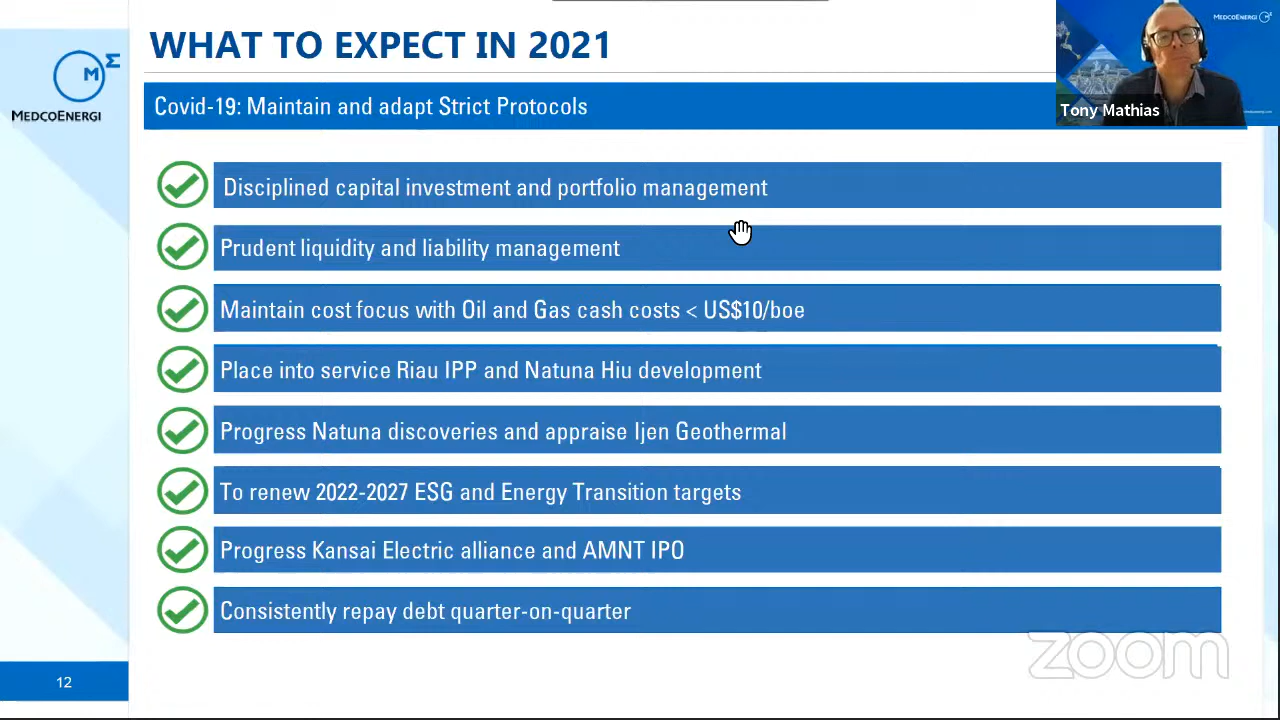 WHAT TO EXPECT IN 2021
MEDCOENERGI
Tony Mathias
M Σ
MEDCOENERGI
Covid-19: Maintain and adapt Strict Protocols
Disciplined capital investment and portfolio management
Prudent liquidity and liability management
Maintain cost focus with Oil and Gas cash costs < US$10/boe
Place into service Riau IPP and Natuna Hiu development
Progress Natuna discoveries and appraise Ijen Geothermal
To renew 2022-2027 ESG and Energy Transition targets
Progress Kansai Electric alliance and AMNT IPO
Consistently repay debt quarter-on-quarter
zoom
12